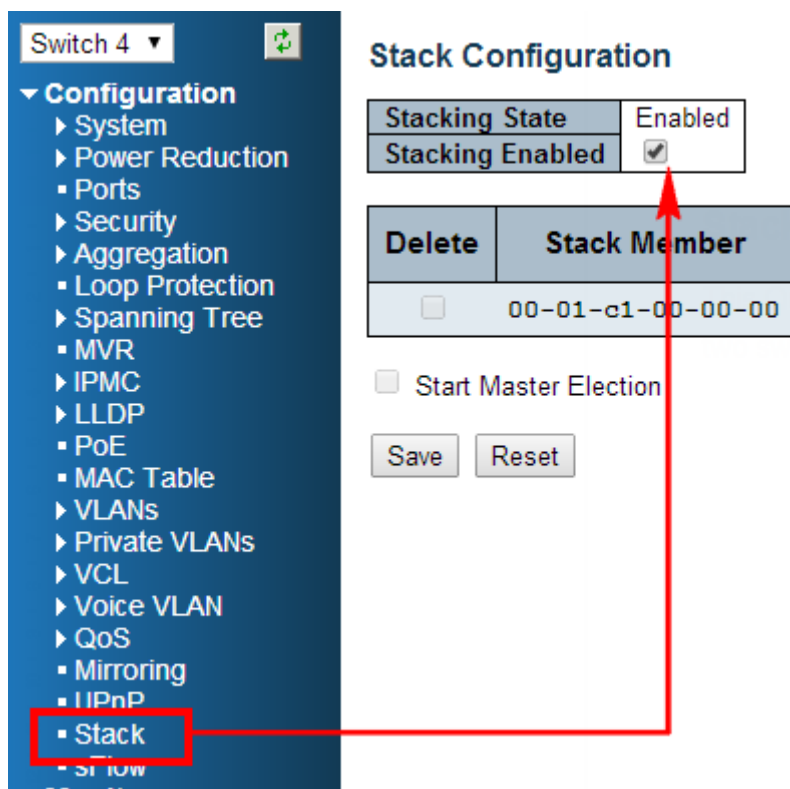 Switch 4
Configuration
System
Power Reduction
Ports
Security
Aggregation
Loop Protection
Spanning Tree
MVR
IPMC
LLDP
PoE
MAC Table
VLANs
Private VLANs
VCL
Voice VLAN
QoS
Mirroring
UPnP
Stack
sFlow
Stack Configuration
Stacking State Enabled
Stacking Enabled
Delete Stack Member
00-01-c1-00-00-00
Start Master Election
Save Reset